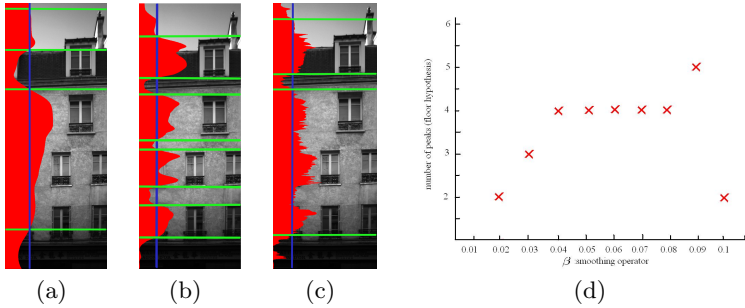 6
5
4
3
2
number of peaks (floor hypothesis)
0.01 0.02 0.03 0.04 0.05 0.06 0.07 0.08 0.09 0.1
β smoothing operator
(a) (b) (c) (d)